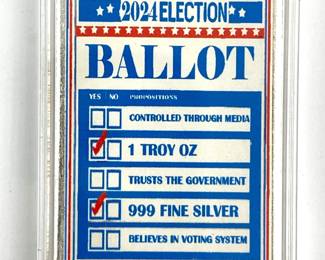 2024 ELECTION
BALLOT
YES NO PROPOSITIONS
CONTROLLED THROUGH MEDIA
1 TROY OZ
TRUSTS THE GOVERNMENT
999 FINE SILVER
BELIEVES IN VOTING SYSTEM